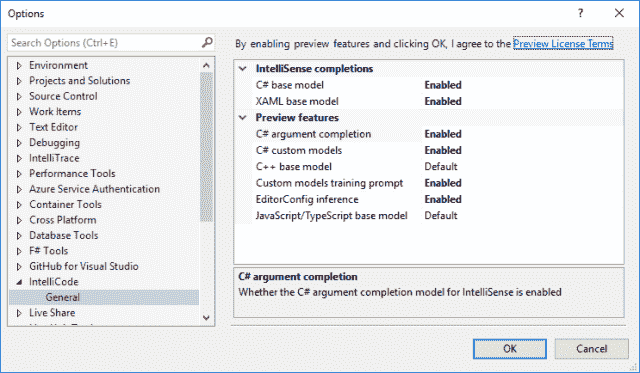 Options
?
Search Options (Ctrl+E)
Environment
Projects and Solutions
Source Control
Work Items
Text Editor
Debugging
IntelliTrace
Performance Tools
Azure Service Authentication
Container Tools
Cross Platform
Database Tools
F# Tools
GitHub for Visual Studio
IntelliCode
General
Live Share
By enabling preview features and clicking OK, I agree to the Preview License Terms
IntelliSense completions
C# base model Enabled
XAML base model Enabled
Preview features
C# argument completion Enabled
C# custom models Enabled
C++ base model Default
Custom models training prompt Enabled
EditorConfig inference Enabled
JavaScript/TypeScript base model Default
C# argument completion
Whether the C# argument completion model for IntelliSense is enabled
OK
Cancel